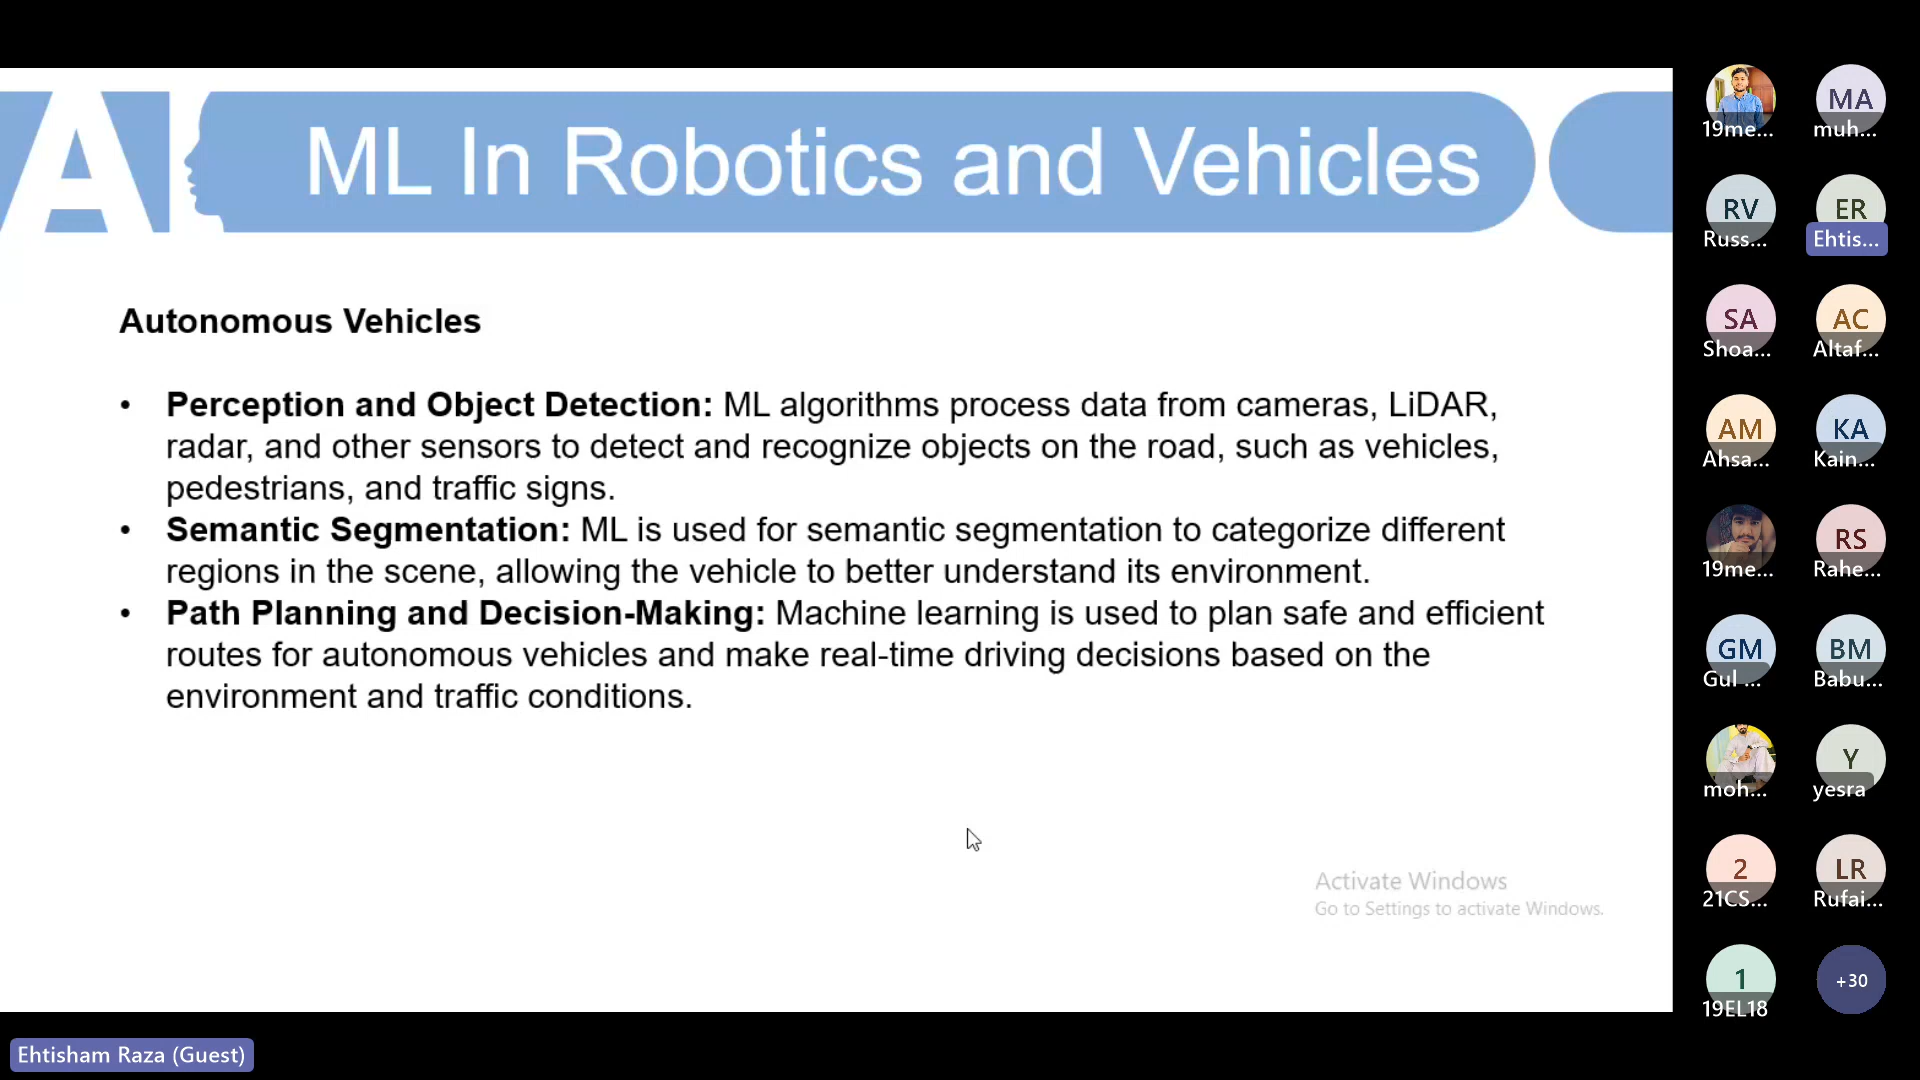 A
ML In Robotics and Vehicles
Autonomous Vehicles
• Perception and Object Detection: ML algorithms process data from cameras, LiDAR,
radar, and other sensors to detect and recognize objects on the road, such as vehicles,
pedestrians, and traffic signs.
• Semantic Segmentation: ML is used for semantic segmentation to categorize different
regions in the scene, allowing the vehicle to better understand its environment.
• Path Planning and Decision-Making: Machine learning is used to plan safe and efficient
routes for autonomous vehicles and make real-time driving decisions based on the
environment and traffic conditions.
Activate Windows
Go to Settings to activate Windows.
Ehtisham Raza (Guest)
19me...
MA
muh...
RV
Russ...
ER
Ehtis...
SA
Shoa...
AC
Altaf...
AM
Ahsa...
KA
Kain...
19me...
RS
Rahe...
GM
Gul ...
BM
Babu...
moh...
Y
yesra
2
21CS...
LR
Rufai...
1
19EL18
+30